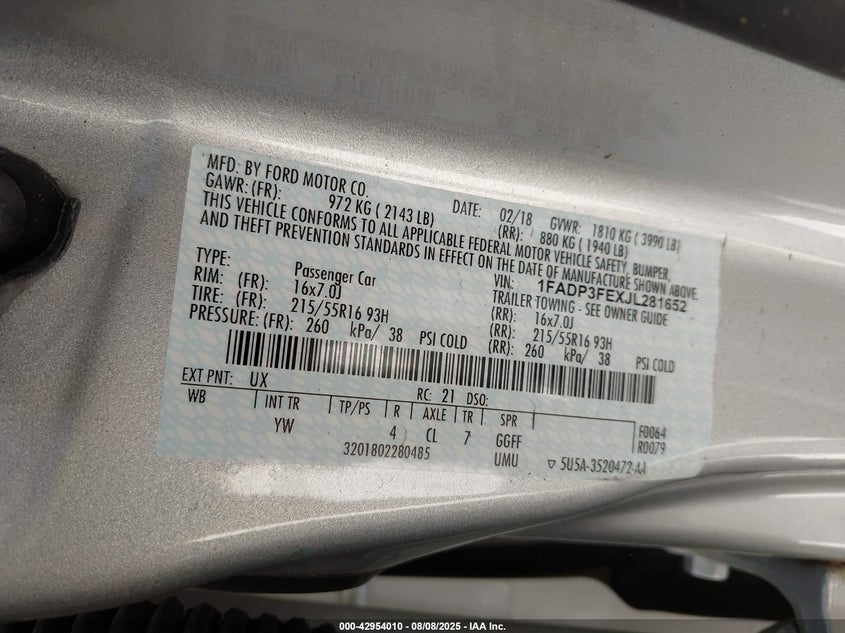 MFD. BY FORD MOTOR CO. DATE: 02/18 GVWR: 1810 KG ( 3990 LB)
GAWR: (FR): 972 KG ( 2143 LB) (RR): 880 KG ( 1940 LB)
THIS VEHICLE CONFORMS TO ALL APPLICABLE FEDERAL MOTOR VEHICLE SAFETY, BUMPER,
AND THEFT PREVENTION STANDARDS IN EFFECT ON THE DATE OF MANUFACTURE SHOWN ABOVE.
VIN: 1FADP3FEXJL281652
TYPE: Passenger Car TRAILER TOWING - SEE OWNER GUIDE
RIM: (FR): 16x7.0J (RR): 16x7.0J
TIRE: (FR): 215/55R16 93H (RR): 215/55R16 93H
PRESSURE: (FR): 260 kPa/ 38 PSI COLD (RR): 260 kPa/ 38 PSI COLD
EXT PNT: UX RC: 21 DSO:
WB INT TR TP/PS R AXLE TR SPR
YW 4 CL 7 GGFF F0064
UMU R0079
3201802280485 ▽ 5U5A-3520472-AA
000-42954010 - 08/08/2025 - IAA Inc.